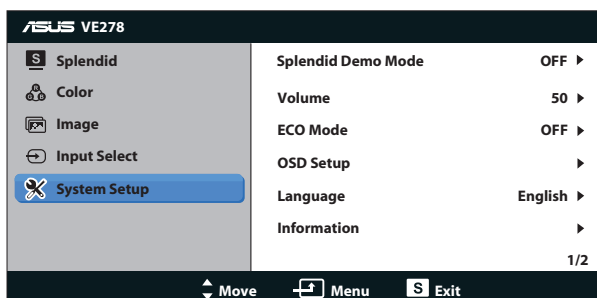 ASUS VE278
S Splendid
Color
Image
Input Select
System Setup
Splendid Demo Mode OFF
Volume 50
ECO Mode OFF
OSD Setup
Language English
Information
1/2
Move Menu S Exit